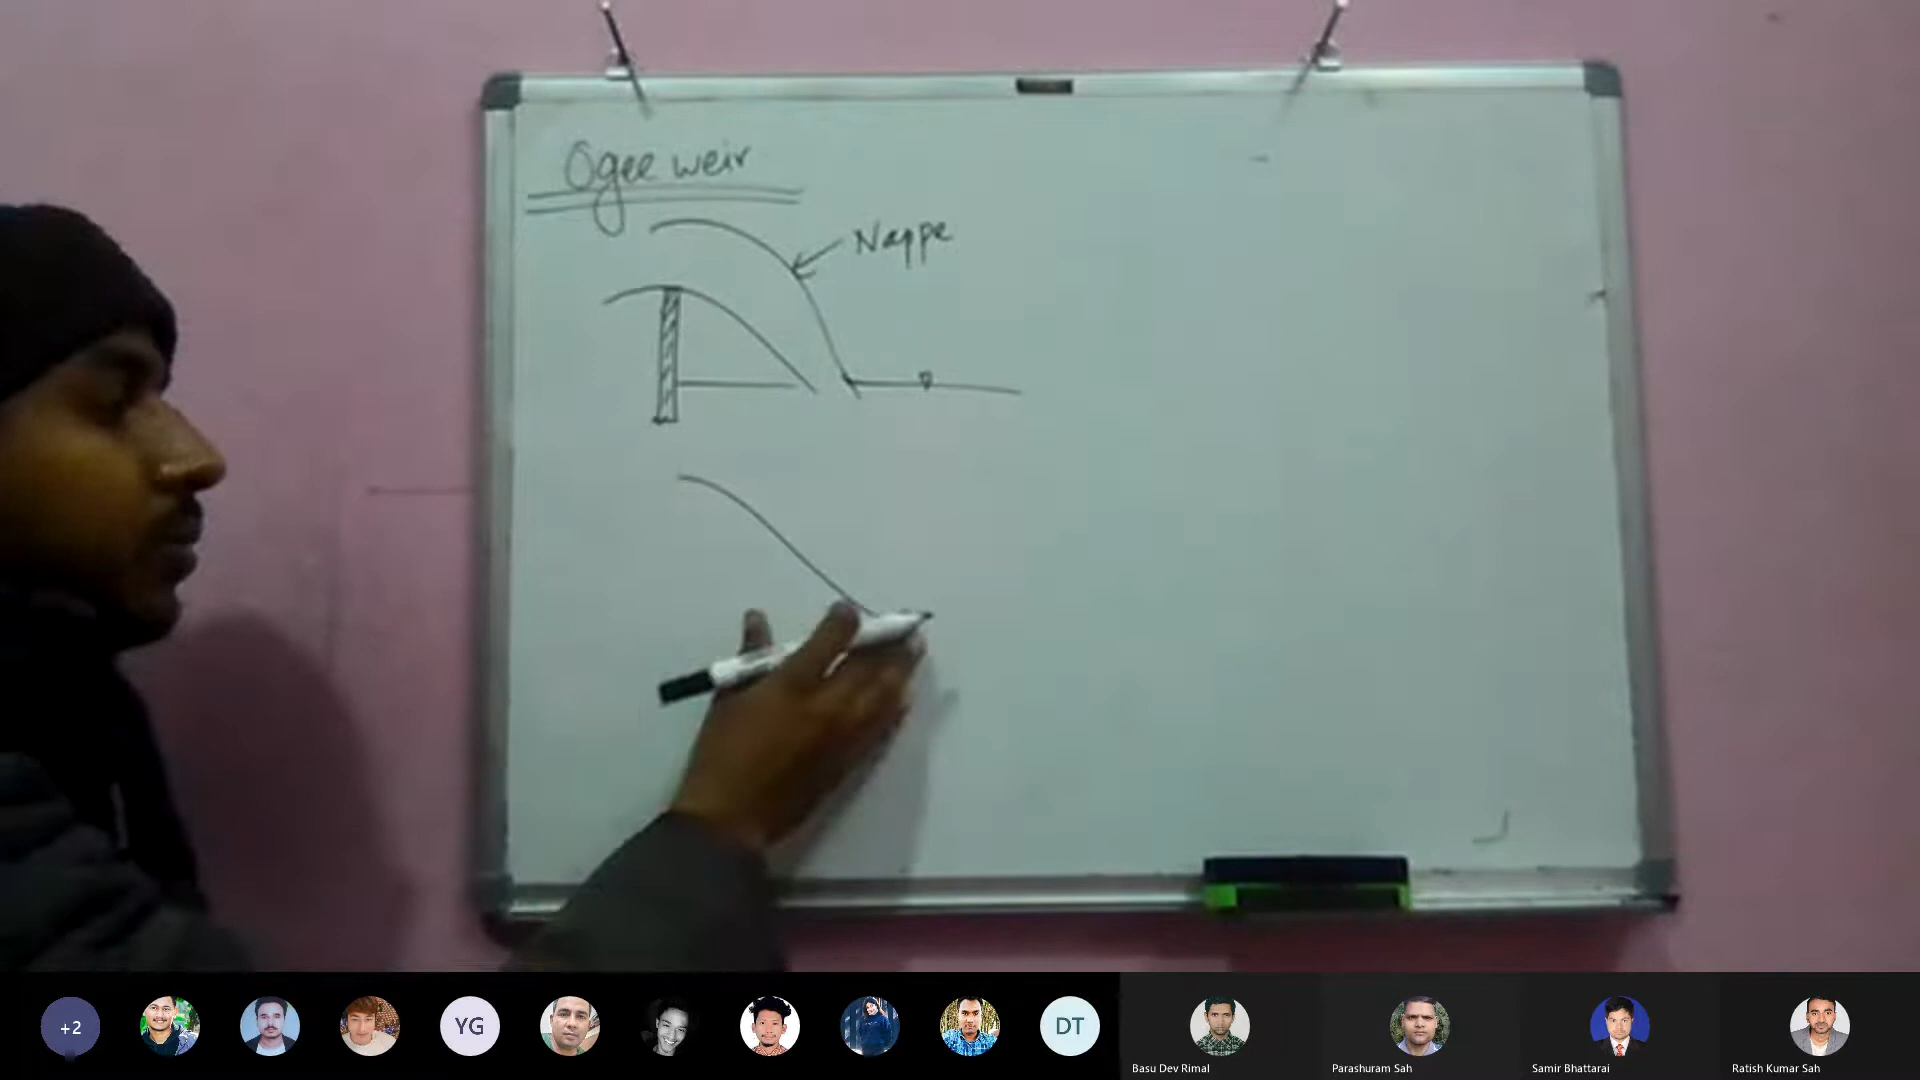 Ogee weir
Nappe
+2
YG
DT
Basu Dev Rimal
Parashuram Sah
Samir Bhattarai
Ratish Kumar Sah